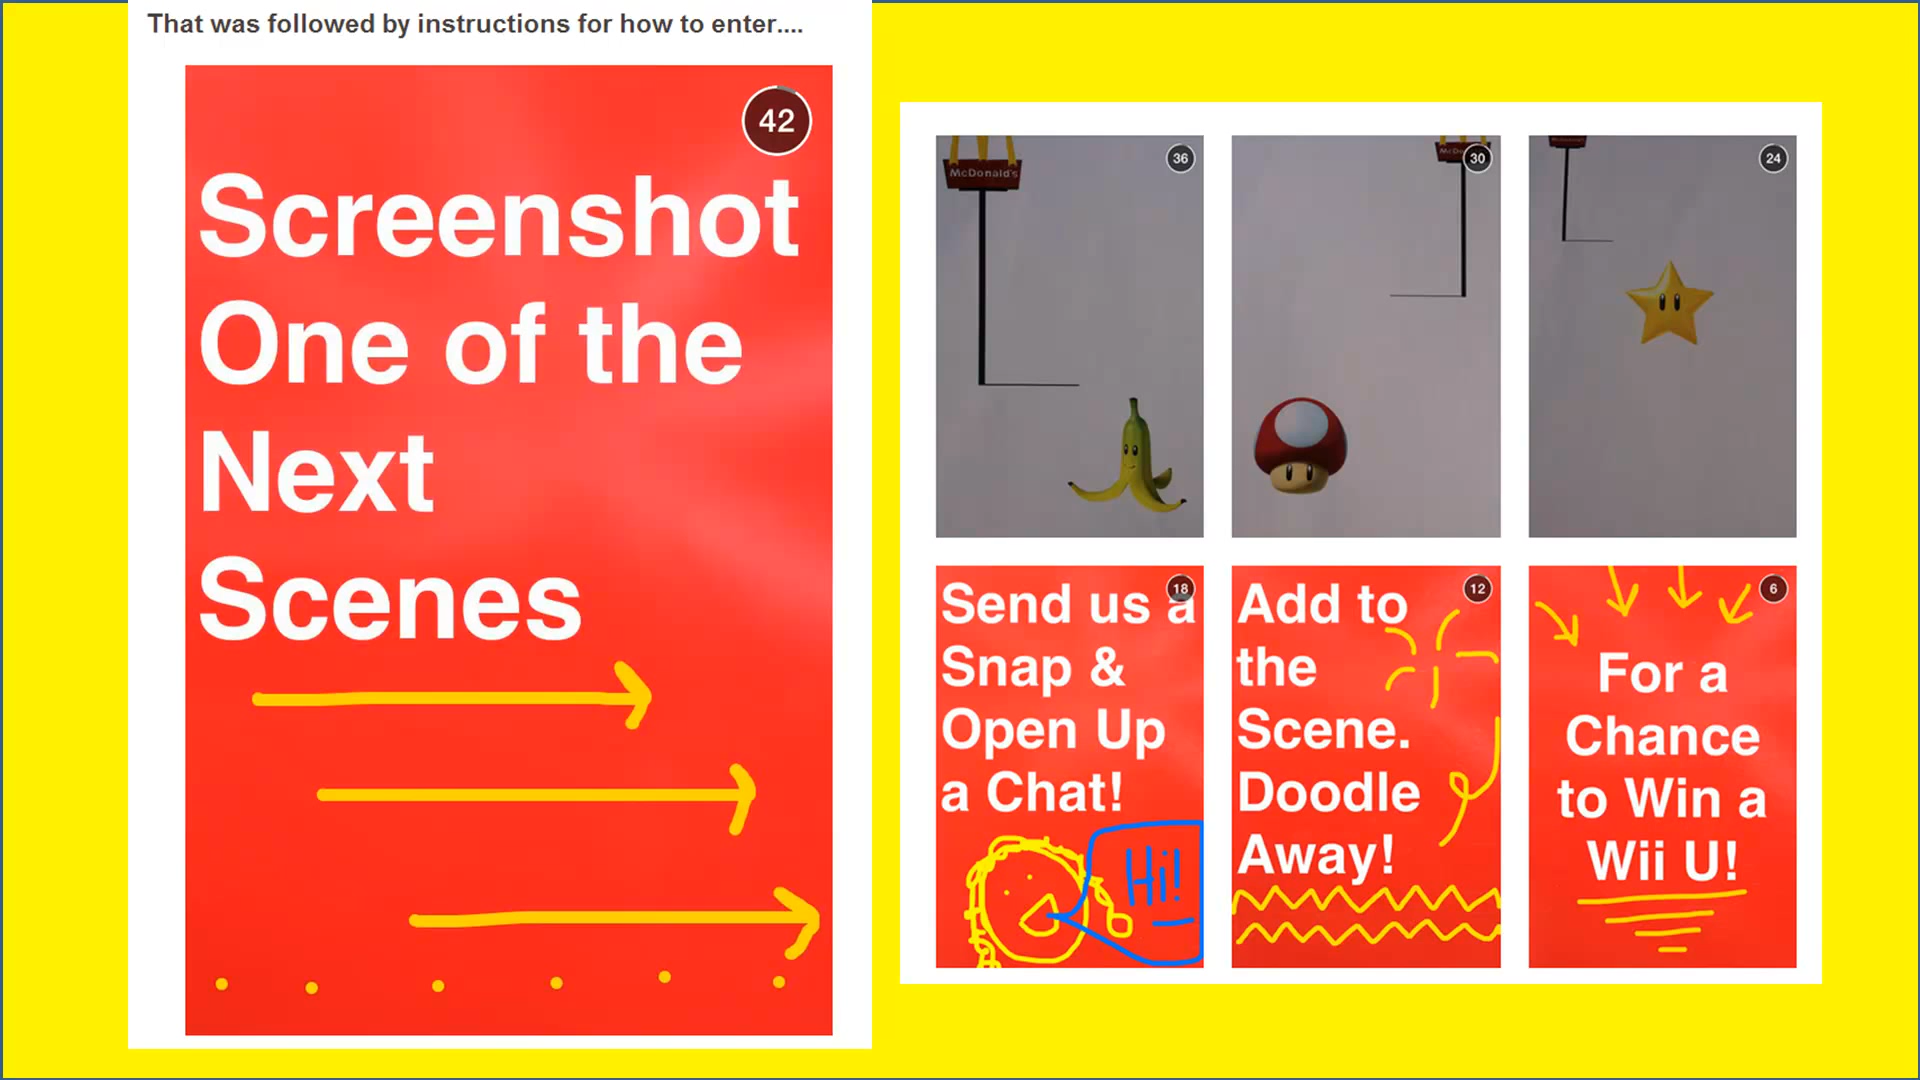 That was followed by instructions for how to enter....
42
Screenshot
One of the
Next
Scenes
36
McDonald's
30
McDo
24
18
Send us a
Snap &
Open Up
a Chat!
Hi!
12
Add to
the
Scene.
Doodle
Away!
6
For a
Chance
to Win a
Wii U!